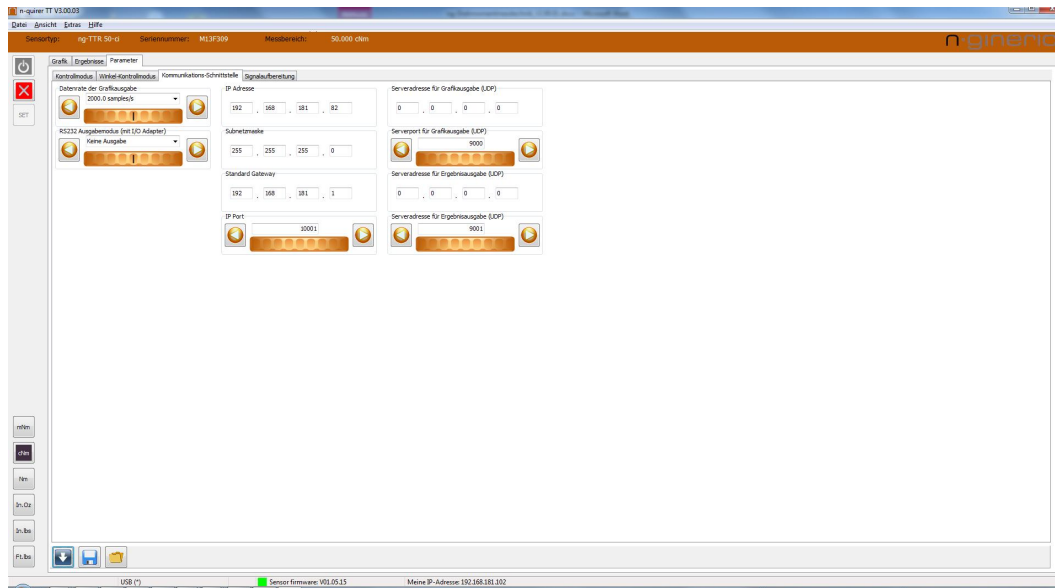 n-quirer TT V3.00.03
Datei Ansicht Extras Hilfe
Sensortyp: ng-TTR 50-ci Seriennummer: M13F309 Messbereich: 50.000 cNm
n-generic
Grafik Ergebnisse Parameter
Kontrollmodus Winkel-Kontrollmodus Kommunikations-Schnittstelle Signalaufbereitung
Datenrate der Grafikausgabe
2000.0 samples/s
RS232 Ausgabemodus (mit I/O Adapter)
Keine Ausgabe
IP Adresse
192 . 168 . 181 . 82
Subnetzmaske
255 . 255 . 255 . 0
Standard Gateway
192 . 168 . 181 . 1
IP Port
10001
Serveradresse für Grafikausgabe (UDP)
0 . 0 . 0 . 0
Serverport für Grafikausgabe (UDP)
9000
Serveradresse für Ergebnisausgabe (UDP)
0 . 0 . 0 . 0
Serveradresse für Ergebnisausgabe (UDP)
9001
SET
mNm
cNm
Nm
In.Oz
In.lbs
Ft.lbs
USB (*) Sensor firmware: V01.05.15 Meine IP-Adresse: 192.168.181.102